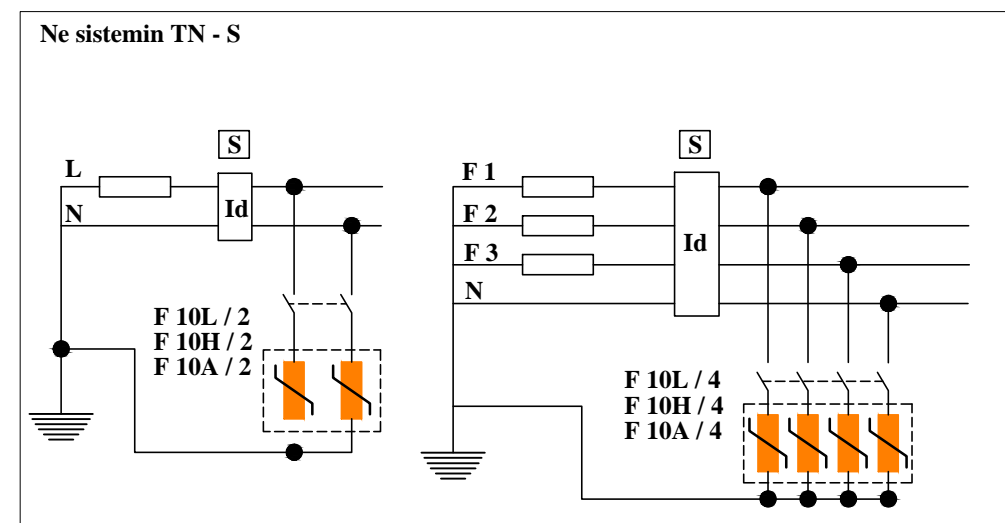 Ne sistemin TN - S
S
L
Id
N
F 10L / 2
F 10H / 2
F 10A / 2
S
F 1
F 2
Id
F 3
N
F 10L / 4
F 10H / 4
F 10A / 4